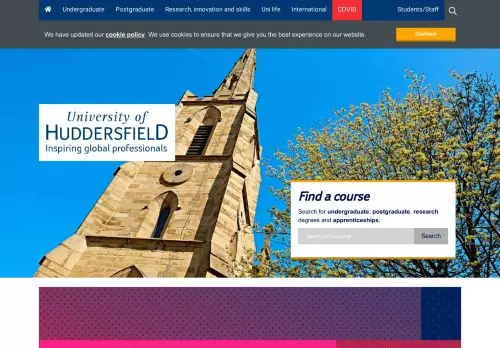 Undergraduate Postgraduate Research, innovation and skills Uni life International COVID Students/Staff
We have updated our cookie policy. We use cookies to ensure that we give you the best experience on our website. Continue
University of
HUDDERSFIELD
Inspiring global professionals
Find a course
Search for undergraduate, postgraduate, research
degrees and apprenticeships.
Search for a course Search